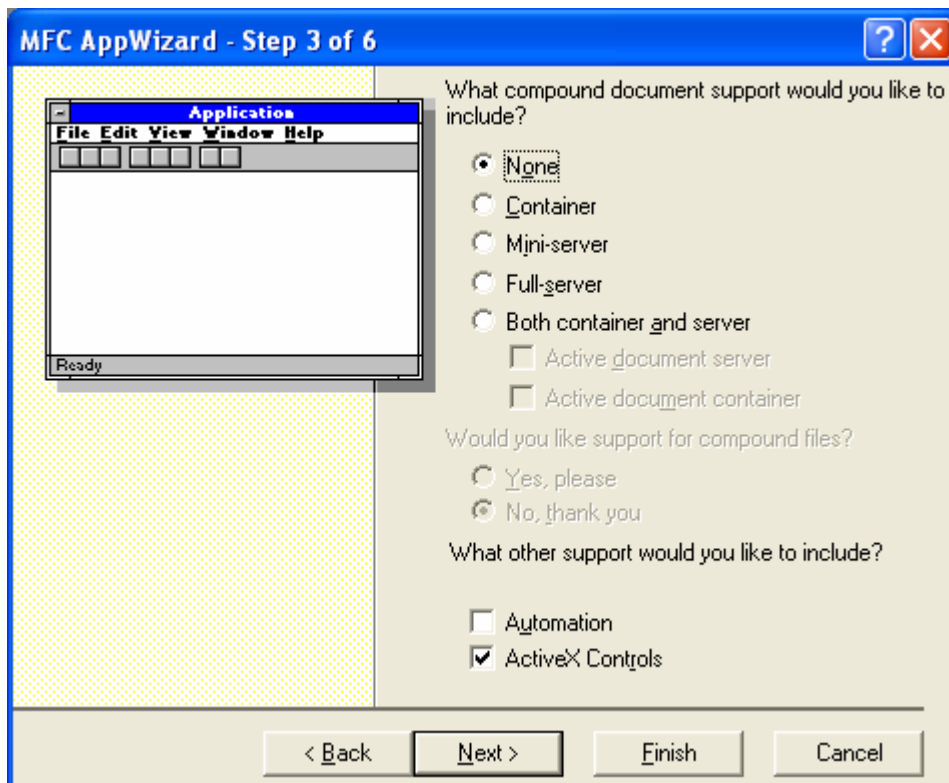 MFC AppWizard - Step 3 of 6
?
Application
File Edit View Window Help
Ready
What compound document support would you like to
include?
None
Container
Mini-server
Full-server
Both container and server
Active document server
Active document container
Would you like support for compound files?
Yes, please
No, thank you
What other support would you like to include?
Automation
ActiveX Controls
< Back Next > Finish Cancel